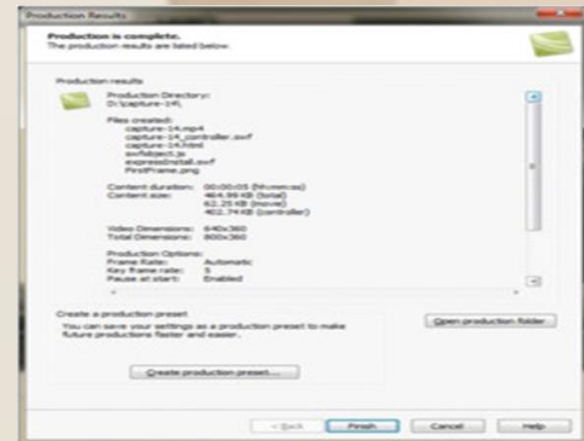 Production Results
Production is complete.
The production results are listed below.
Production results
Production Directory:
D:\capture-14\
Files created:
capture-14.mp4
capture-14_controller.swf
capture-14.html
swfobject.js
expressInstall.swf
FirstFrame.png
Content duration: 00:00:05 (hh:mm:ss)
Content size: 464.99 KB (total)
62.25 KB (movie)
402.74 KB (controller)
Video Dimensions: 640x360
Total Dimensions: 800x360
Production Options:
Frame Rate: Automatic
Key frame rate: 5
Pause at start: Enabled
Create a production preset
You can save your settings as a production preset to make
future productions faster and easier.
Open production folder
Create production preset...
< Back Finish Cancel Help